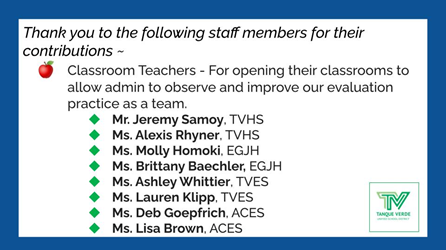 Thank you to the following staff members for their
contributions ~
Classroom Teachers - For opening their classrooms to
allow admin to observe and improve our evaluation
practice as a team.
Mr. Jeremy Samoy, TVHS
Ms. Alexis Rhyner, TVHS
Ms. Molly Homoki, EGJH
Ms. Brittany Baechler, EGJH
Ms. Ashley Whittier, TVES
Ms. Lauren Klipp, TVES
Ms. Deb Goepfrich, ACES
Ms. Lisa Brown, ACES
TV
TANQUE VERDE